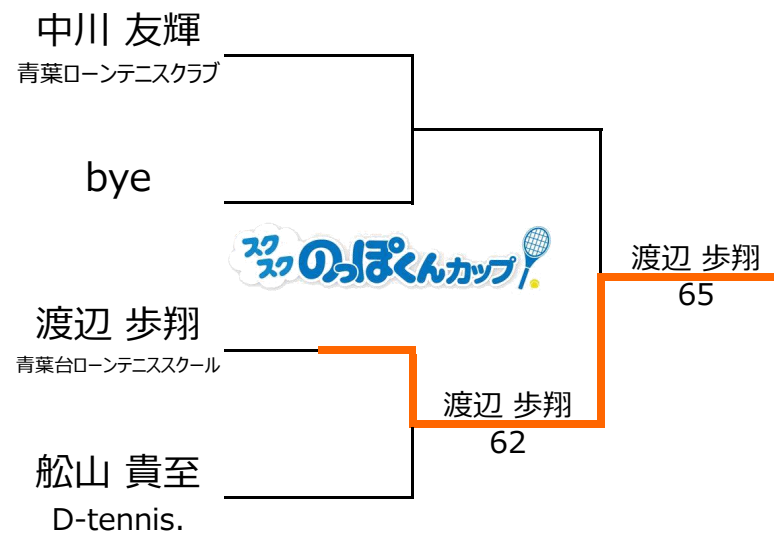 中川 友輝
青葉ローンテニスクラブ
bye
スクスクのっぽくんカップ
渡辺 歩翔
65
渡辺 歩翔
青葉台ローンテニススクール
渡辺 歩翔
62
舩山 貴至
D-tennis.